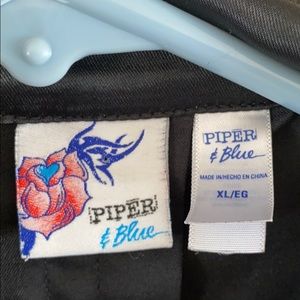 PIPER
& Blue
PIPER
& Blue
MADE IN/HECHO EN CHINA
XL/EG